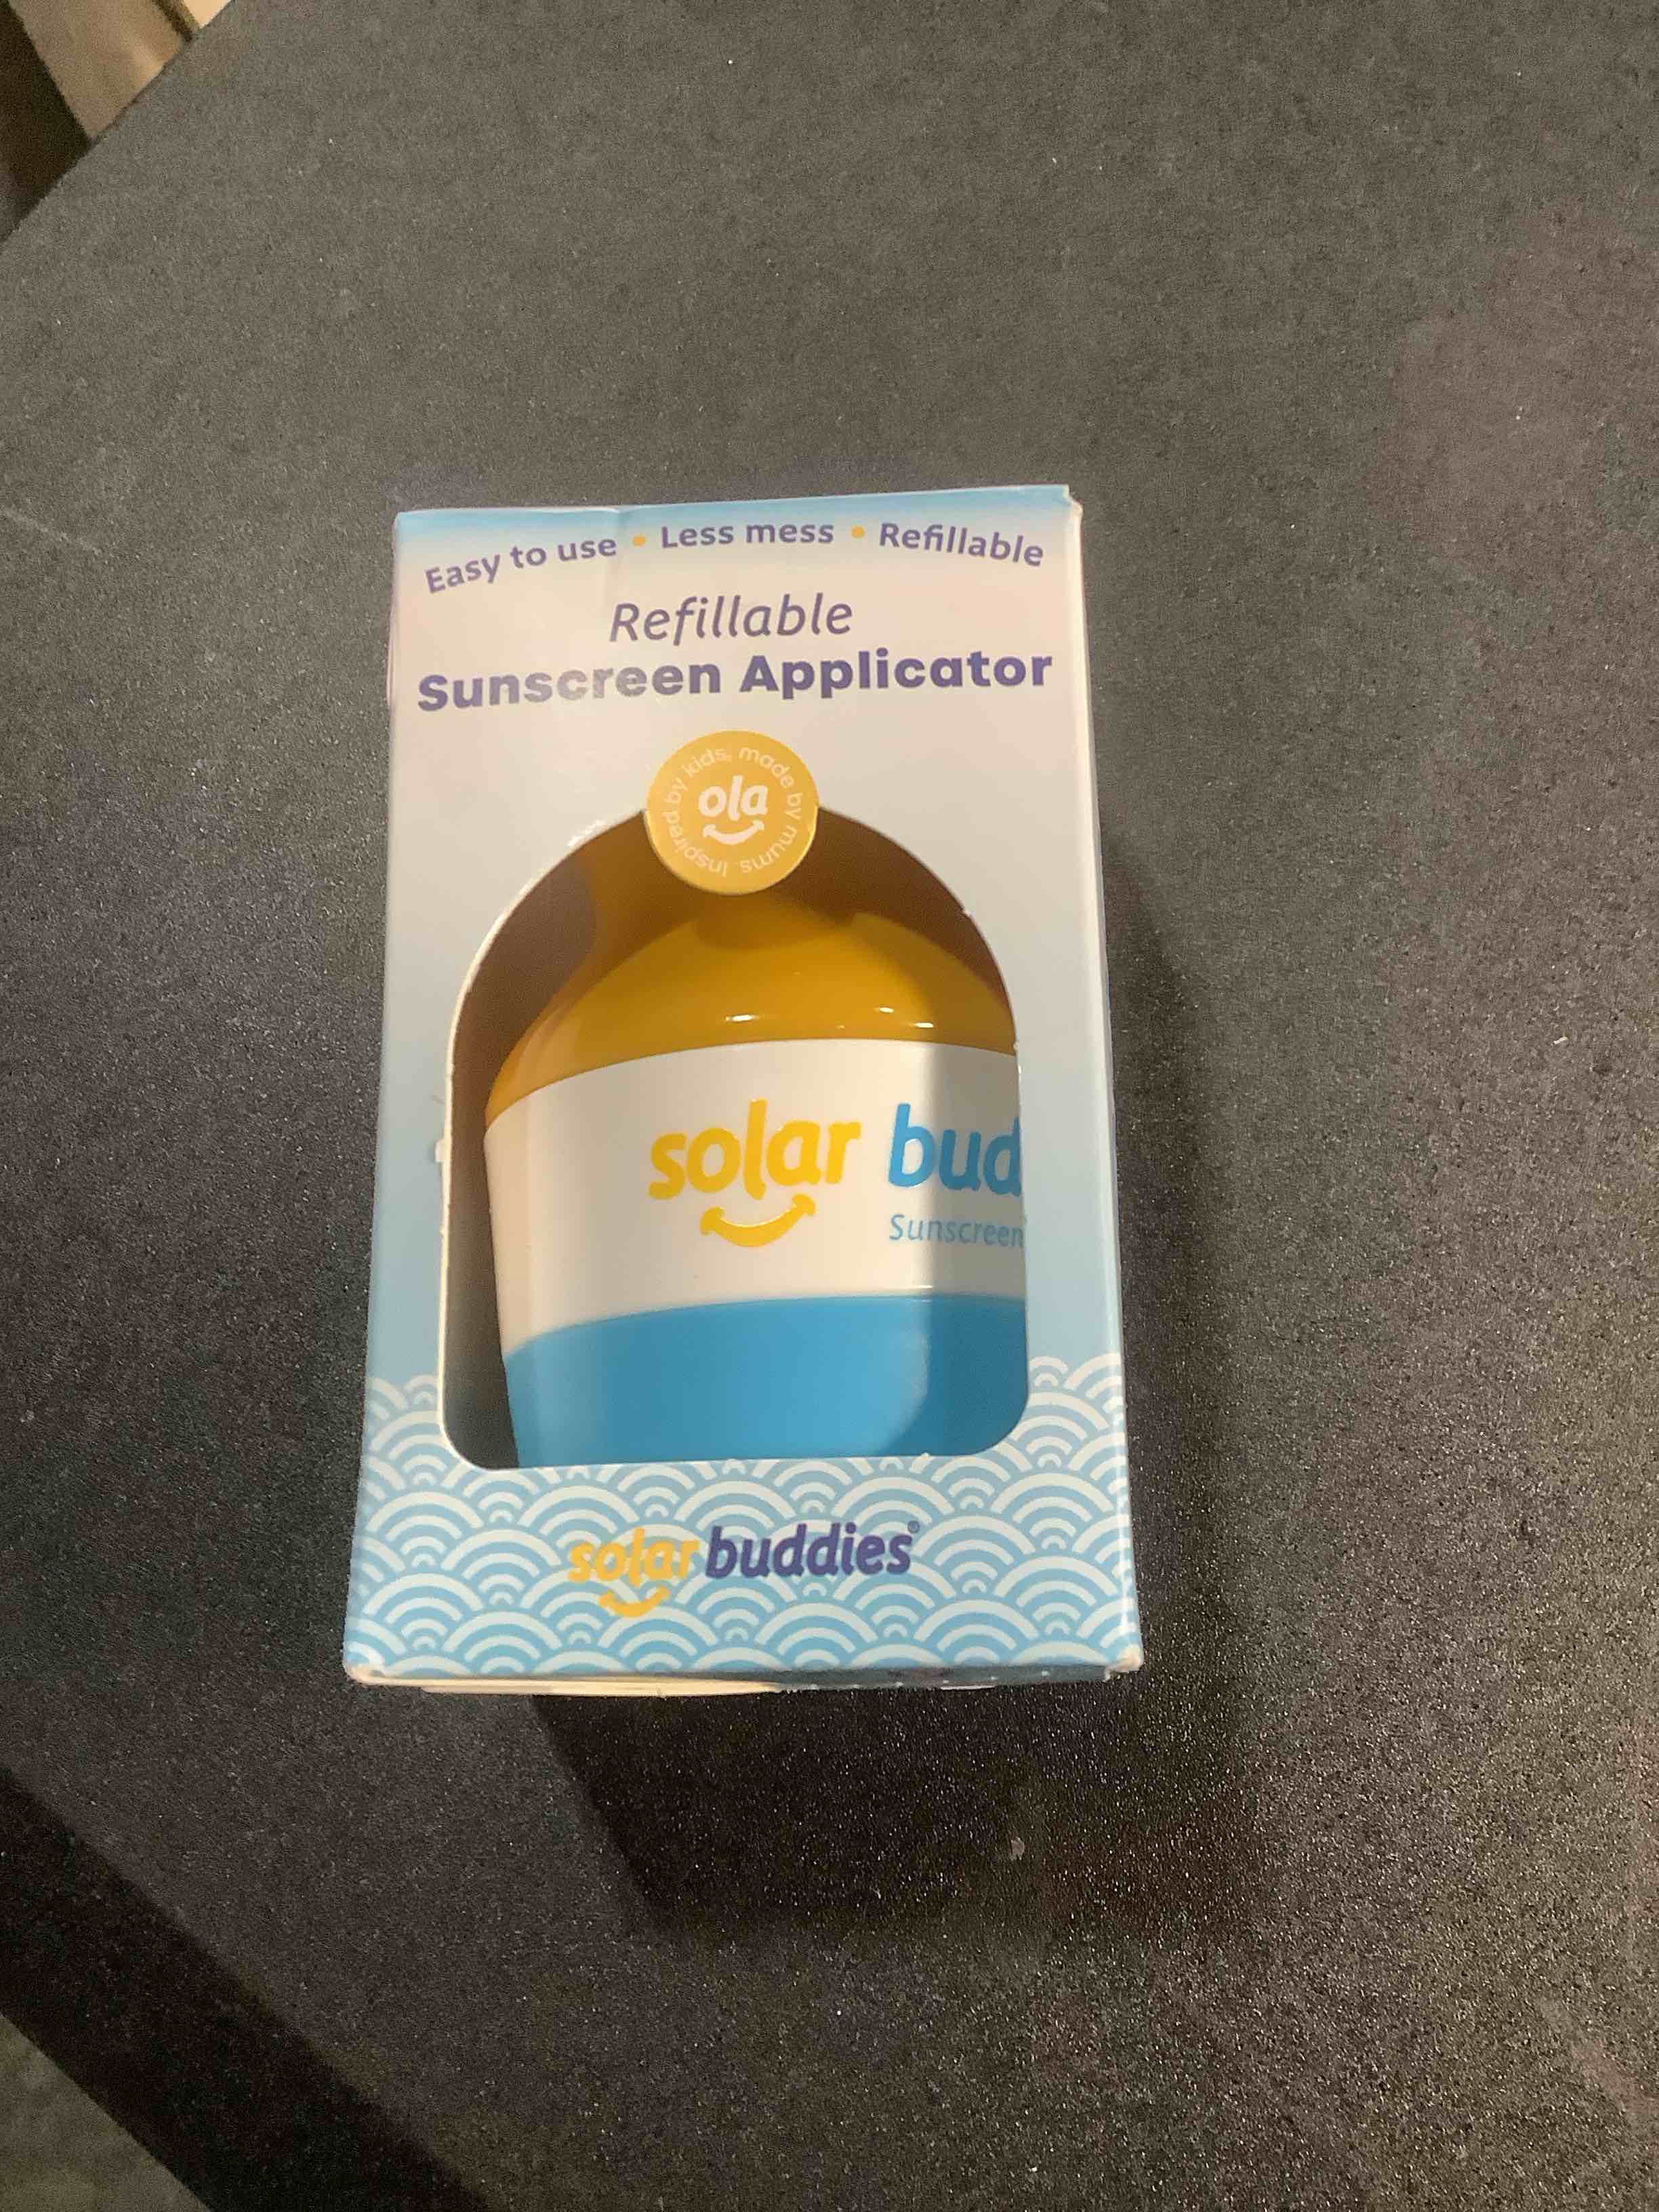 Easy to use • Less mess • Refillable
Refillable
Sunscreen Applicator
inspired by kids, made by mums.
ola
solar bud
Sunscreen
solar buddies®